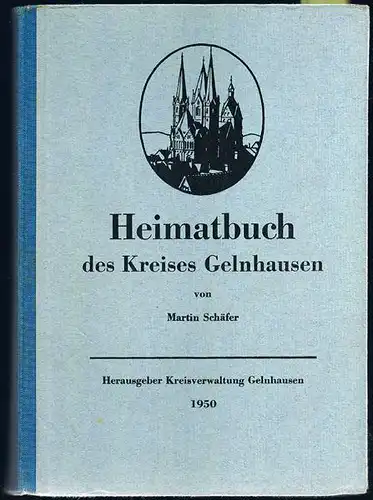 Heimatbuch
des Kreises Gelnhausen
von
Martin Schäfer
Herausgeber Kreisverwaltung Gelnhausen
1950